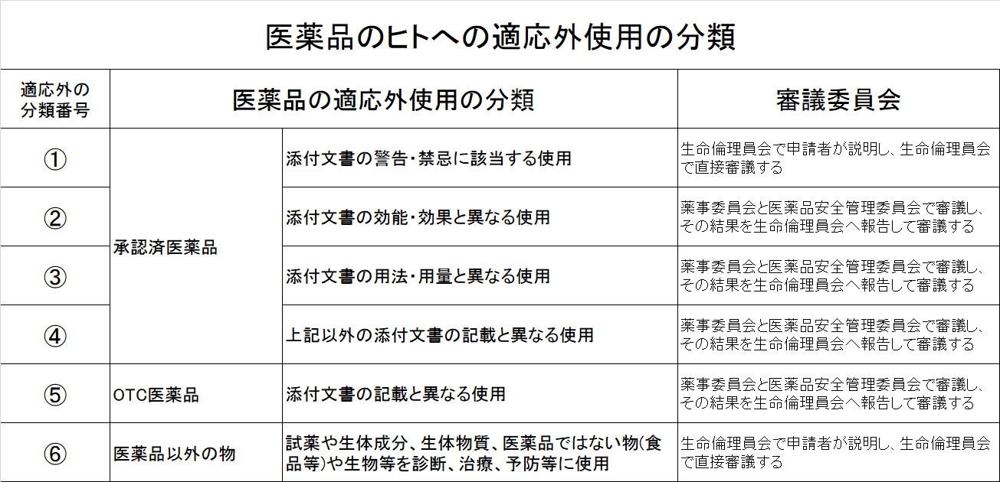 医薬品のヒトへの適応外使用の分類
適応外の
分類番号
医薬品の適応外使用の分類
審議委員会
①
承認済医薬品
添付文書の警告・禁忌に該当する使用
生命倫理員会で申請者が説明し、生命倫理員会
で直接審議する
②
添付文書の効能・効果と異なる使用
薬事委員会と医薬品安全管理委員会で審議し、
その結果を生命倫理員会へ報告して審議する
③
添付文書の用法・用量と異なる使用
薬事委員会と医薬品安全管理委員会で審議し、
その結果を生命倫理員会へ報告して審議する
④
上記以外の添付文書の記載と異なる使用
薬事委員会と医薬品安全管理委員会で審議し、
その結果を生命倫理員会へ報告して審議する
⑤
OTC医薬品
添付文書の記載と異なる使用
薬事委員会と医薬品安全管理委員会で審議し、
その結果を生命倫理員会へ報告して審議する
⑥
医薬品以外の物
試薬や生体成分、生体物質、医薬品ではない物(食
品等)や生物等を診断、治療、予防等に使用
生命倫理員会で申請者が説明し、生命倫理員会
で直接審議する